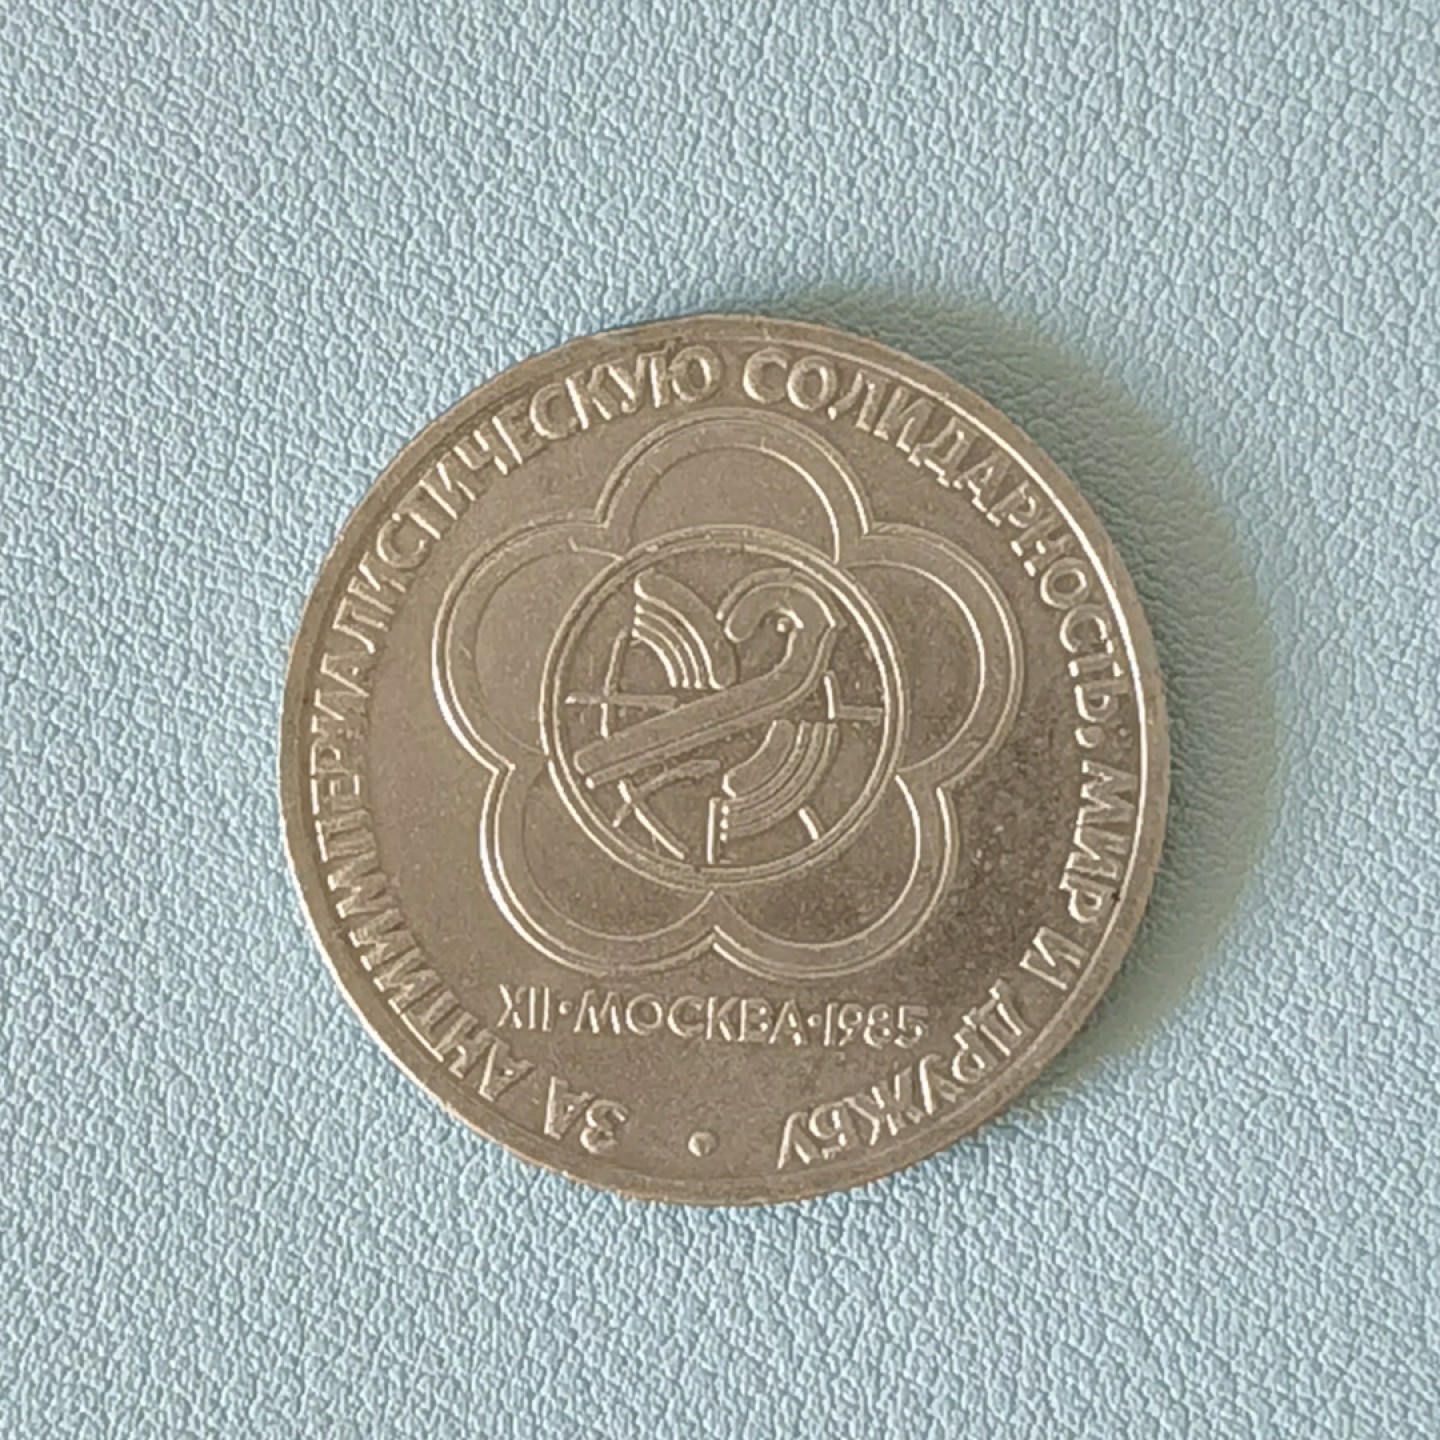 ЗА АНТИИМПЕРИАЛИСТИЧЕСКУЮ СОЛИДАРНОСТЬ. МИР И ДРУЖБУ •
XII•МОСКВА•1985